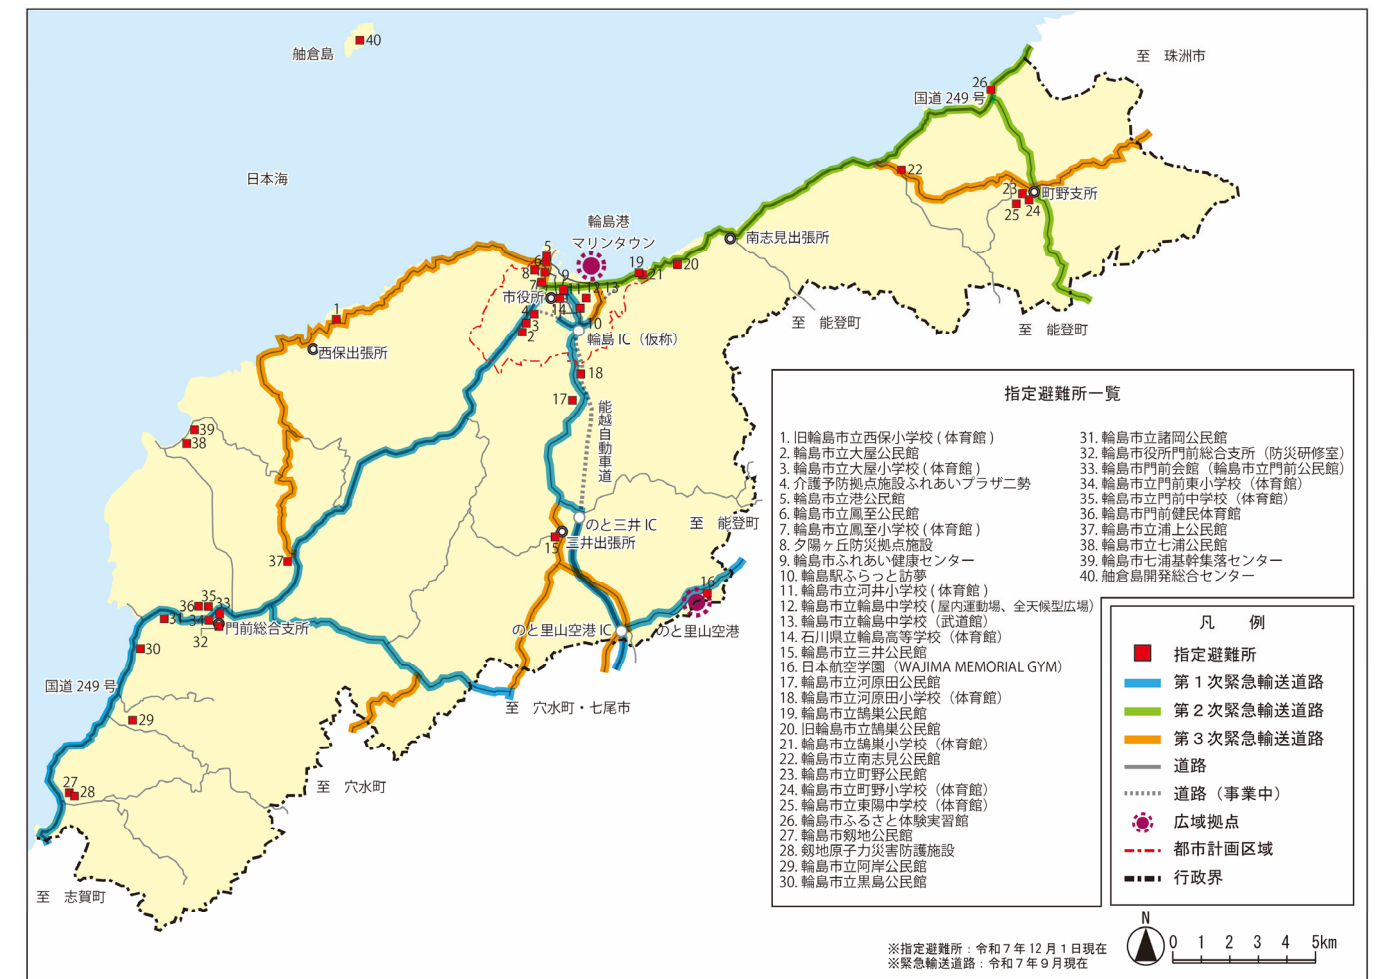 舳倉島
40
至 珠洲市
26
国道249号
日本海
22
23
町野支所
25
24
輪島港
マリンタウン
南志見出張所
5
6
8
7
9
19
21
20
市役所
11
12
13
14
4
3
2
10
輪島IC（仮称）
至 能登町
至 能登町
1
西保出張所
18
17
能越自動車道
39
38
のと三井IC
至 能登町
15
三井出張所
37
16
36
35
33
31
34
門前総合支所
32
のと里山空港IC
のと里山空港
30
国道249号
29
至 穴水町・七尾市
27
28
至 穴水町
至 志賀町
指定避難所一覧
1. 旧輪島市立西保小学校(体育館)
2. 輪島市立大屋公民館
3. 輪島市立大屋小学校(体育館)
4. 介護予防拠点施設ふれあいプラザ二勢
5. 輪島市立港公民館
6. 輪島市立鳳至公民館
7. 輪島市立鳳至小学校(体育館)
8. 夕陽ヶ丘防災拠点施設
9. 輪島市ふれあい健康センター
10. 輪島駅ふらっと訪夢
11. 輪島市立河井小学校(体育館)
12. 輪島市立輪島中学校(屋内運動場、全天候型広場)
13. 輪島市立輪島中学校（武道館）
14. 石川県立輪島高等学校（体育館）
15. 輪島市立三井公民館
16. 日本航空学園（WAJIMA MEMORIAL GYM）
17. 輪島市立河原田公民館
18. 輪島市立河原田小学校（体育館）
19. 輪島市立鵠巣公民館
20. 旧輪島市立鵠巣公民館
21. 輪島市立鵠巣小学校（体育館）
22. 輪島市立南志見公民館
23. 輪島市立町野公民館
24. 輪島市立町野小学校（体育館）
25. 輪島市立東陽中学校（体育館）
26. 輪島市ふるさと体験実習館
27. 輪島市剱地公民館
28. 剱地原子力災害防護施設
29. 輪島市立阿岸公民館
30. 輪島市立黒島公民館
31. 輪島市立諸岡公民館
32. 輪島市役所門前総合支所（防災研修室）
33. 輪島市門前会館（輪島市立門前公民館）
34. 輪島市立門前東小学校（体育館）
35. 輪島市立門前中学校（体育館）
36. 輪島市門前健民体育館
37. 輪島市立浦上公民館
38. 輪島市立七浦公民館
39. 輪島市七浦基幹集落センター
40. 舳倉島開発総合センター
凡 例
指定避難所
第1次緊急輸送道路
第2次緊急輸送道路
第3次緊急輸送道路
道路
道路（事業中）
広域拠点
都市計画区域
行政界
※指定避難所：令和7年12月1日現在
※緊急輸送道路：令和7年9月現在
N
0 1 2 3 4 5km